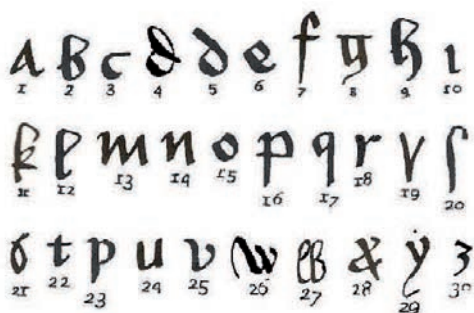 a b c d d e f g h ı
1 2 3 4 5 6 7 8 9 10
k l m n o p q r ſ
11 12 13 14 15 16 17 18 19 20
t p u v w x ẏ 3
21 22 23 24 25 26 27 28 29 30